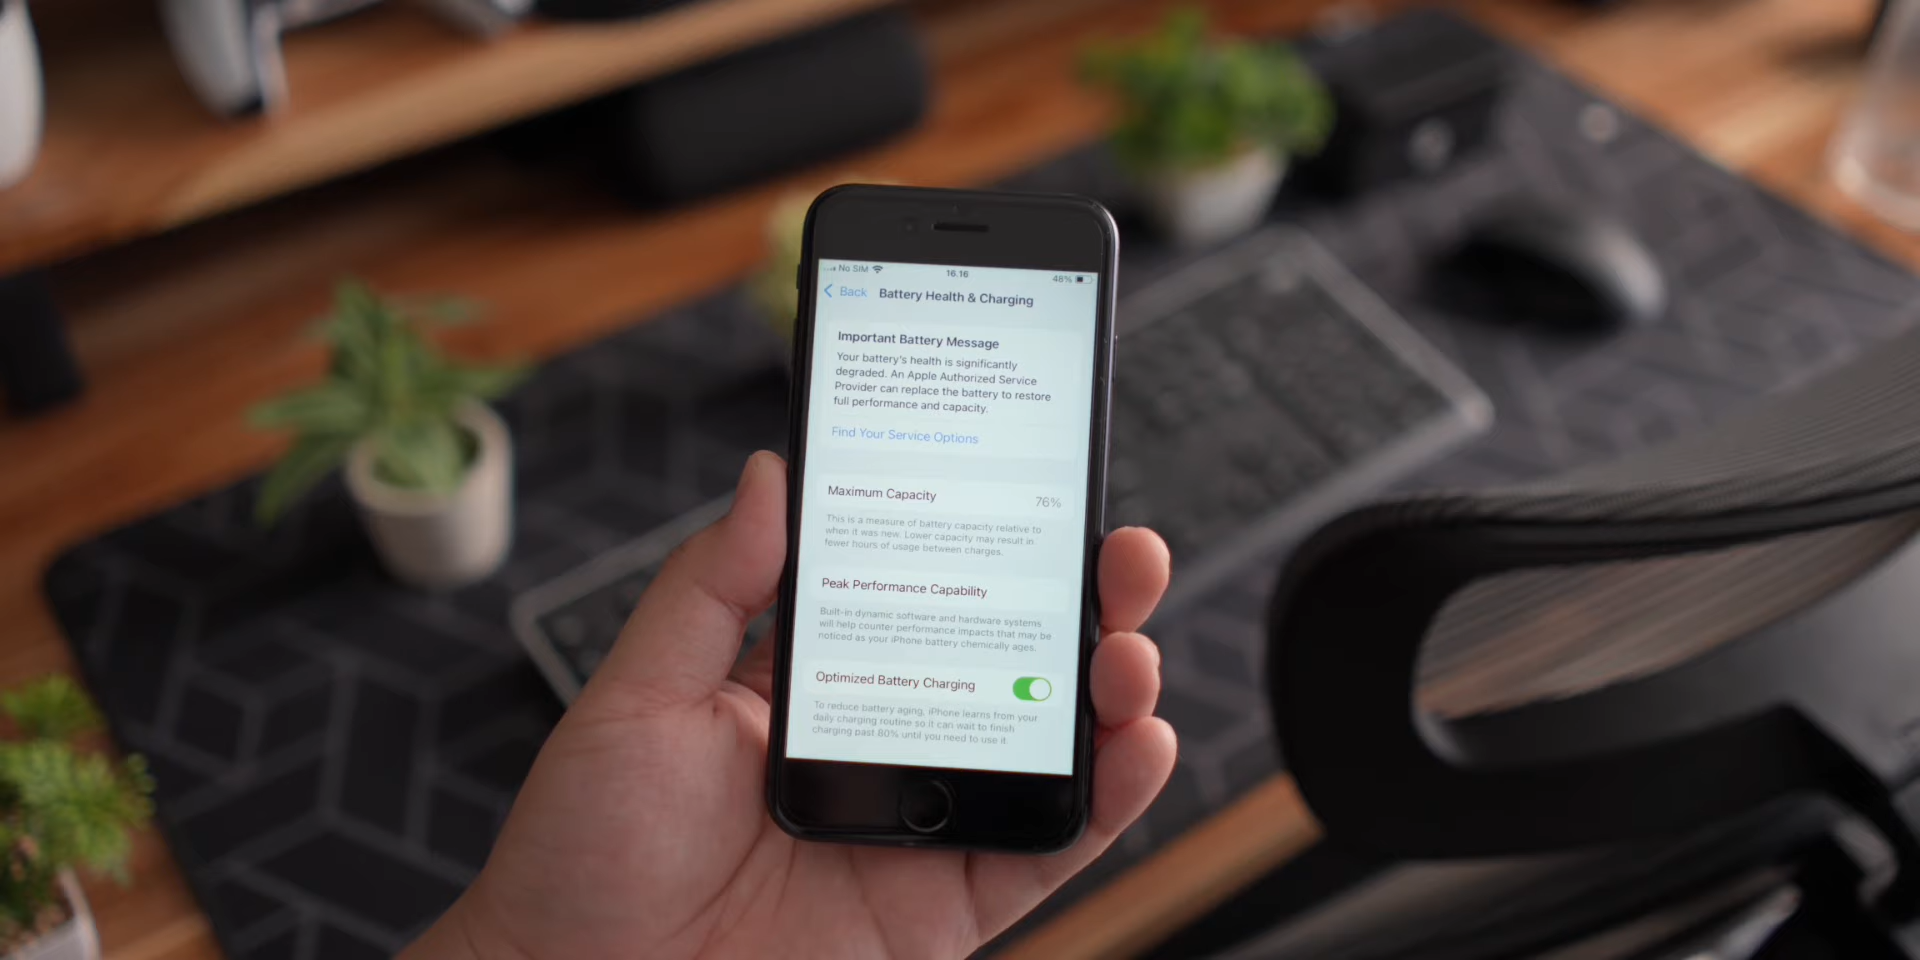 No SIM 16.16 48%
Back Battery Health & Charging
Important Battery Message
Your battery's health is significantly
degraded. An Apple Authorized Service
Provider can replace the battery to restore
full performance and capacity.
Find Your Service Options
Maximum Capacity 76%
This is a measure of battery capacity relative to
when it was new. Lower capacity may result in
fewer hours of usage between charges.
Peak Performance Capability
Built-in dynamic software and hardware systems
will help counter performance impacts that may be
noticed as your iPhone battery chemically ages.
Optimized Battery Charging
To reduce battery aging, iPhone learns from your
daily charging routine so it can wait to finish
charging past 80% until you need to use it.